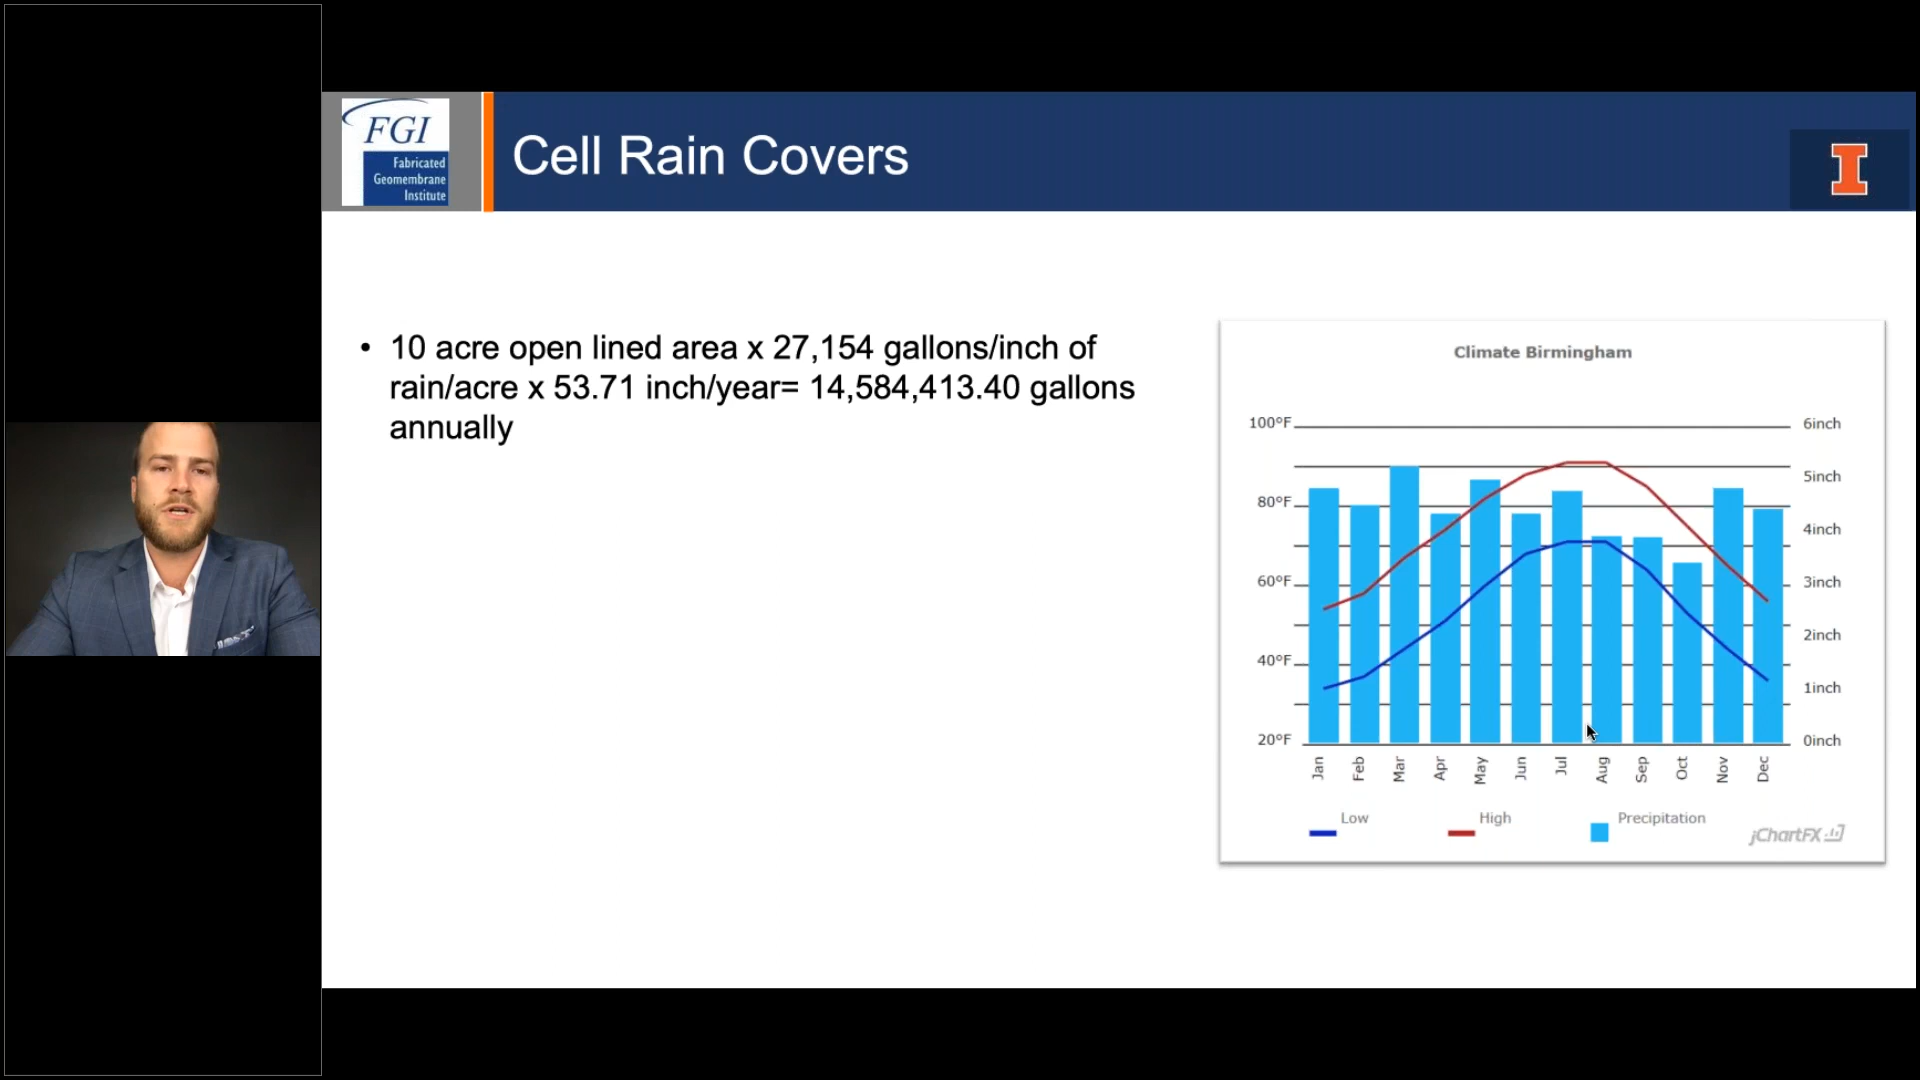 FGI
Fabricated
Geomembrane
Institute
Cell Rain Covers
I
• 10 acre open lined area x 27,154 gallons/inch of
rain/acre x 53.71 inch/year= 14,584,413.40 gallons
annually
Climate Birmingham
100°F
80°F
60°F
40°F
20°F
6inch
5inch
4inch
3inch
2inch
1inch
0inch
Jan
Feb
Mar
Apr
May
Jun
Jul
Aug
Sep
Oct
Nov
Dec
Low
High
Precipitation
jChartFX